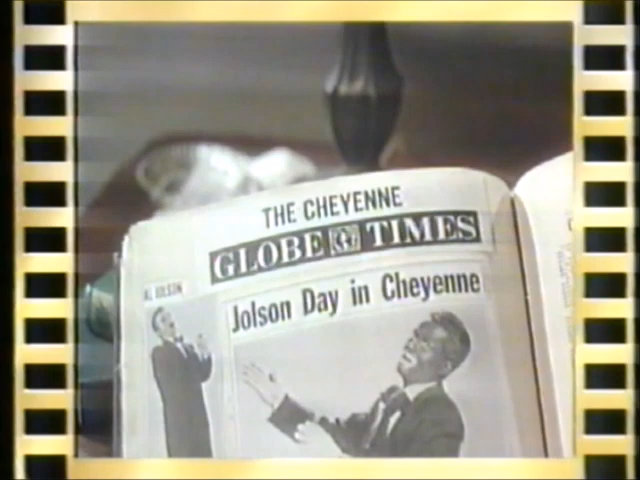 THE CHEYENNE
GLOBE TIMES
AL JOLSON
Jolson Day in Cheyenne